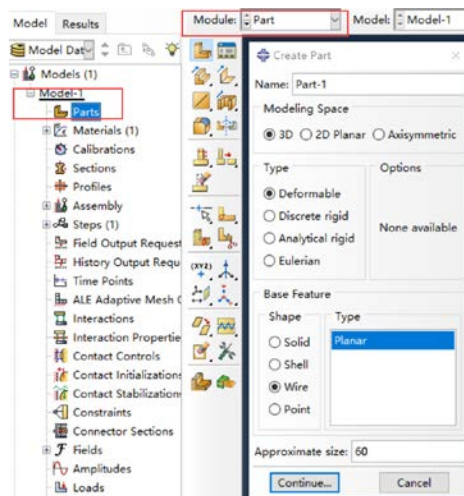 Model Results
Module: Part Model: Model-1
Model Dat
Models (1)
Model-1
Parts
Materials (1)
Calibrations
Sections
Profiles
Assembly
Steps (1)
Field Output Request
History Output Requ
Time Points
ALE Adaptive Mesh C
Interactions
Interaction Propertie
Contact Controls
Contact Initializations
Contact Stabilizations
Constraints
Connector Sections
Fields
Amplitudes
Loads
(XYZ)
Create Part
Name: Part-1
Modeling Space
3D 2D Planar Axisymmetric
Type
Deformable
Discrete rigid
Analytical rigid
Eulerian
Options
None available
Base Feature
Shape
Solid
Shell
Wire
Point
Type
Planar
Approximate size: 60
Continue... Cancel